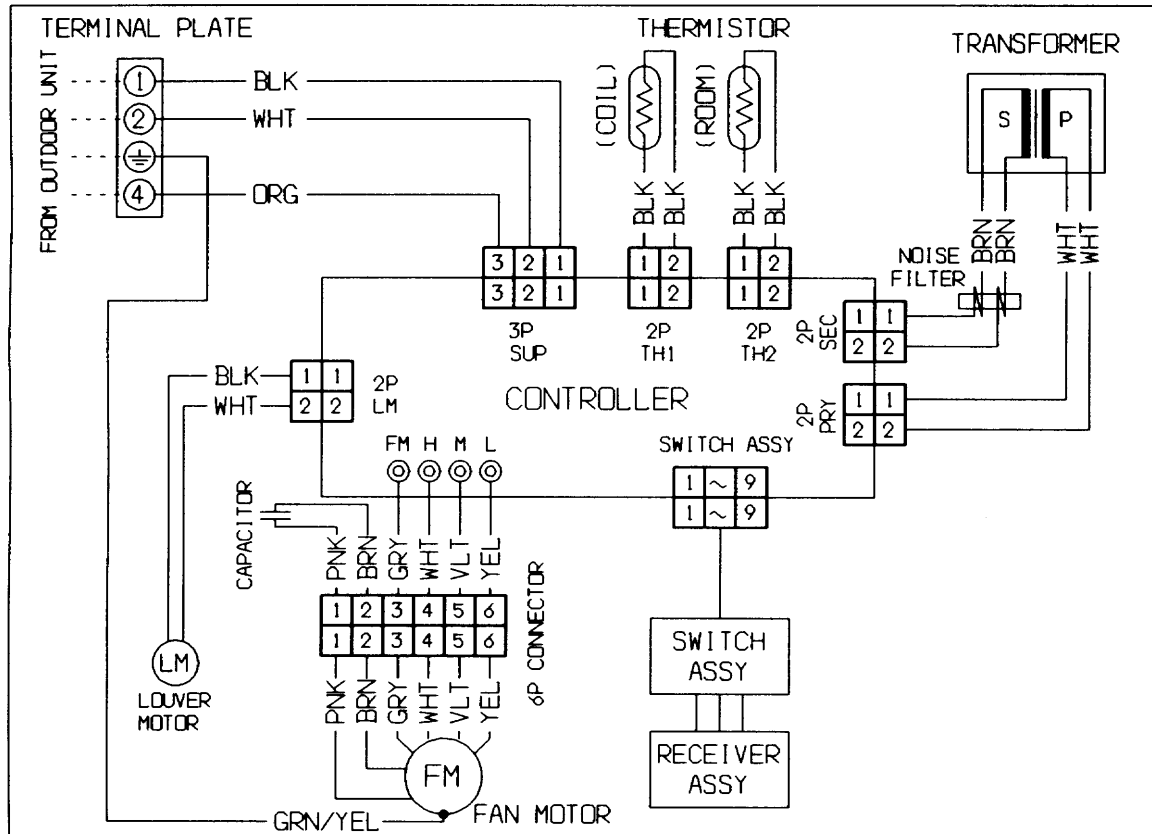 TERMINAL PLATE
THERMISTOR
TRANSFORMER
FROM OUTDOOR UNIT
1
BLK
2
WHT
4
ORG
(COIL)
(ROOM)
S P
BLK BLK BLK BLK
BRN BRN WHT WHT
NOISE
FILTER
3 2 1
3 2 1
1 2
1 2
1 2
1 2
3P
SUP
2P
TH1
2P
TH2
2P
SEC
1 1
2 2
2P
PRY
1 1
2 2
BLK
WHT
1 1
2 2
2P
LM
CONTROLLER
FM H M L
SWITCH ASSY
1 ~ 9
1 ~ 9
CAPACITOR
PNK BRN GRY WHT VLT YEL
1 2 3 4 5 6
1 2 3 4 5 6
6P CONNECTOR
PNK BRN GRY WHT VLT YEL
LM
LOUVER
MOTOR
FM
FAN MOTOR
GRN/YEL
SWITCH
ASSY
RECEIVER
ASSY